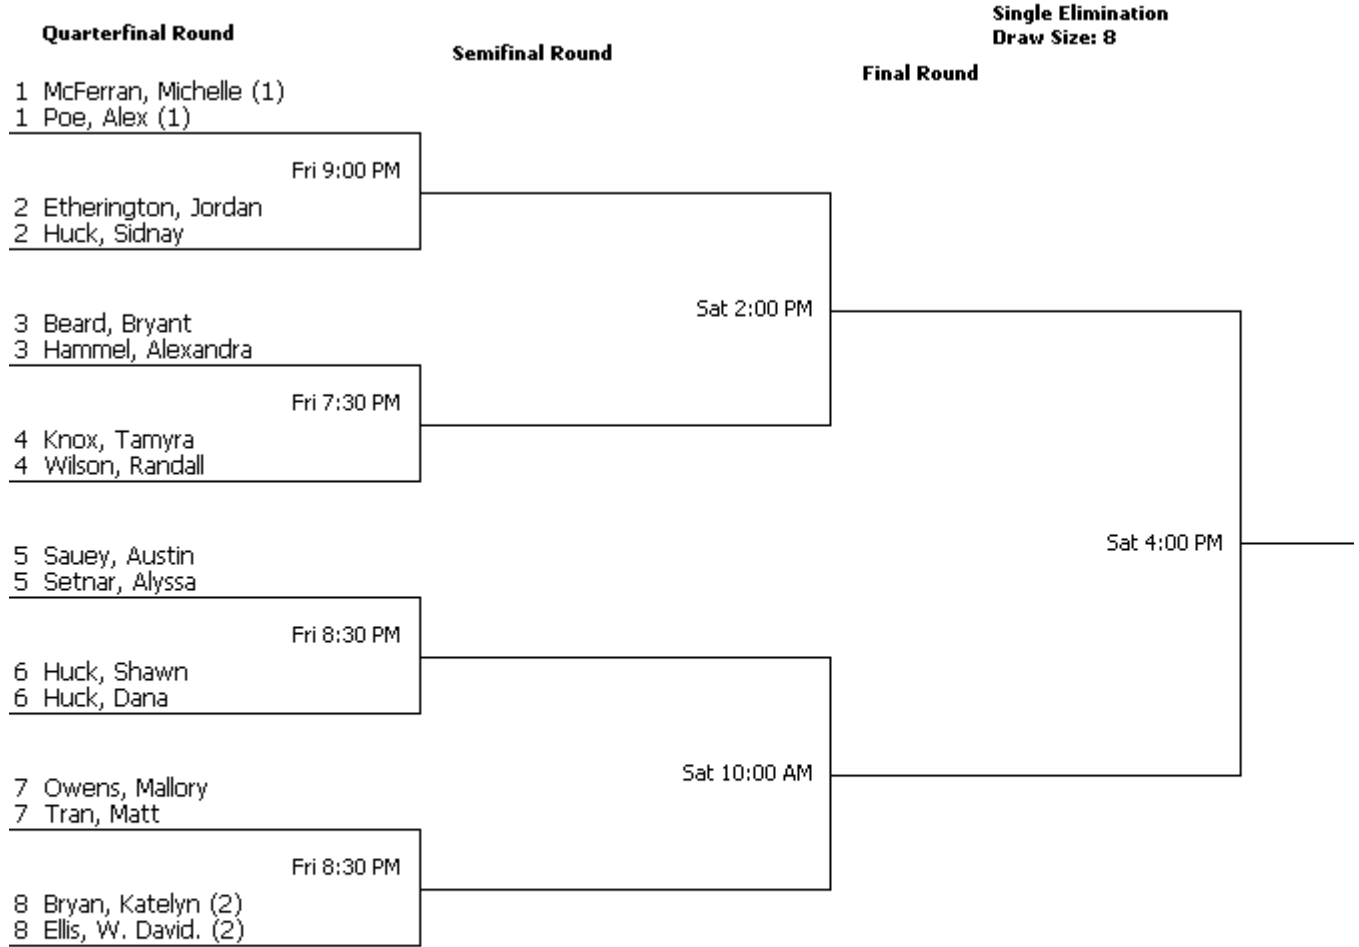 Single Elimination
Draw Size: 8
Quarterfinal Round
Semifinal Round
Final Round
1 McFerran, Michelle (1)
1 Poe, Alex (1)
Fri 9:00 PM
2 Etherington, Jordan
2 Huck, Sidnay
Sat 2:00 PM
3 Beard, Bryant
3 Hammel, Alexandra
Fri 7:30 PM
4 Knox, Tamyra
4 Wilson, Randall
Sat 4:00 PM
5 Sauey, Austin
5 Setnar, Alyssa
Fri 8:30 PM
6 Huck, Shawn
6 Huck, Dana
Sat 10:00 AM
7 Owens, Mallory
7 Tran, Matt
Fri 8:30 PM
8 Bryan, Katelyn (2)
8 Ellis, W. David. (2)